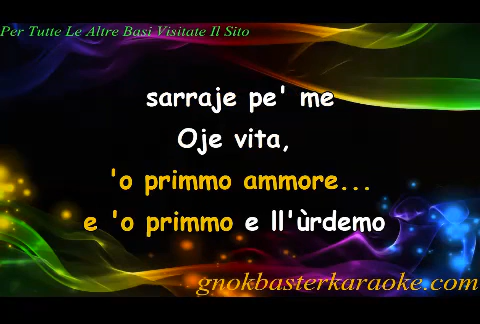 Per Tutte Le Altre Basi Visitate Il Sito
sarraje pe' me
Oje vita,
'o primmo ammore...
e 'o primmo e ll'ùrdemo
gnokbasterkaraoke.com